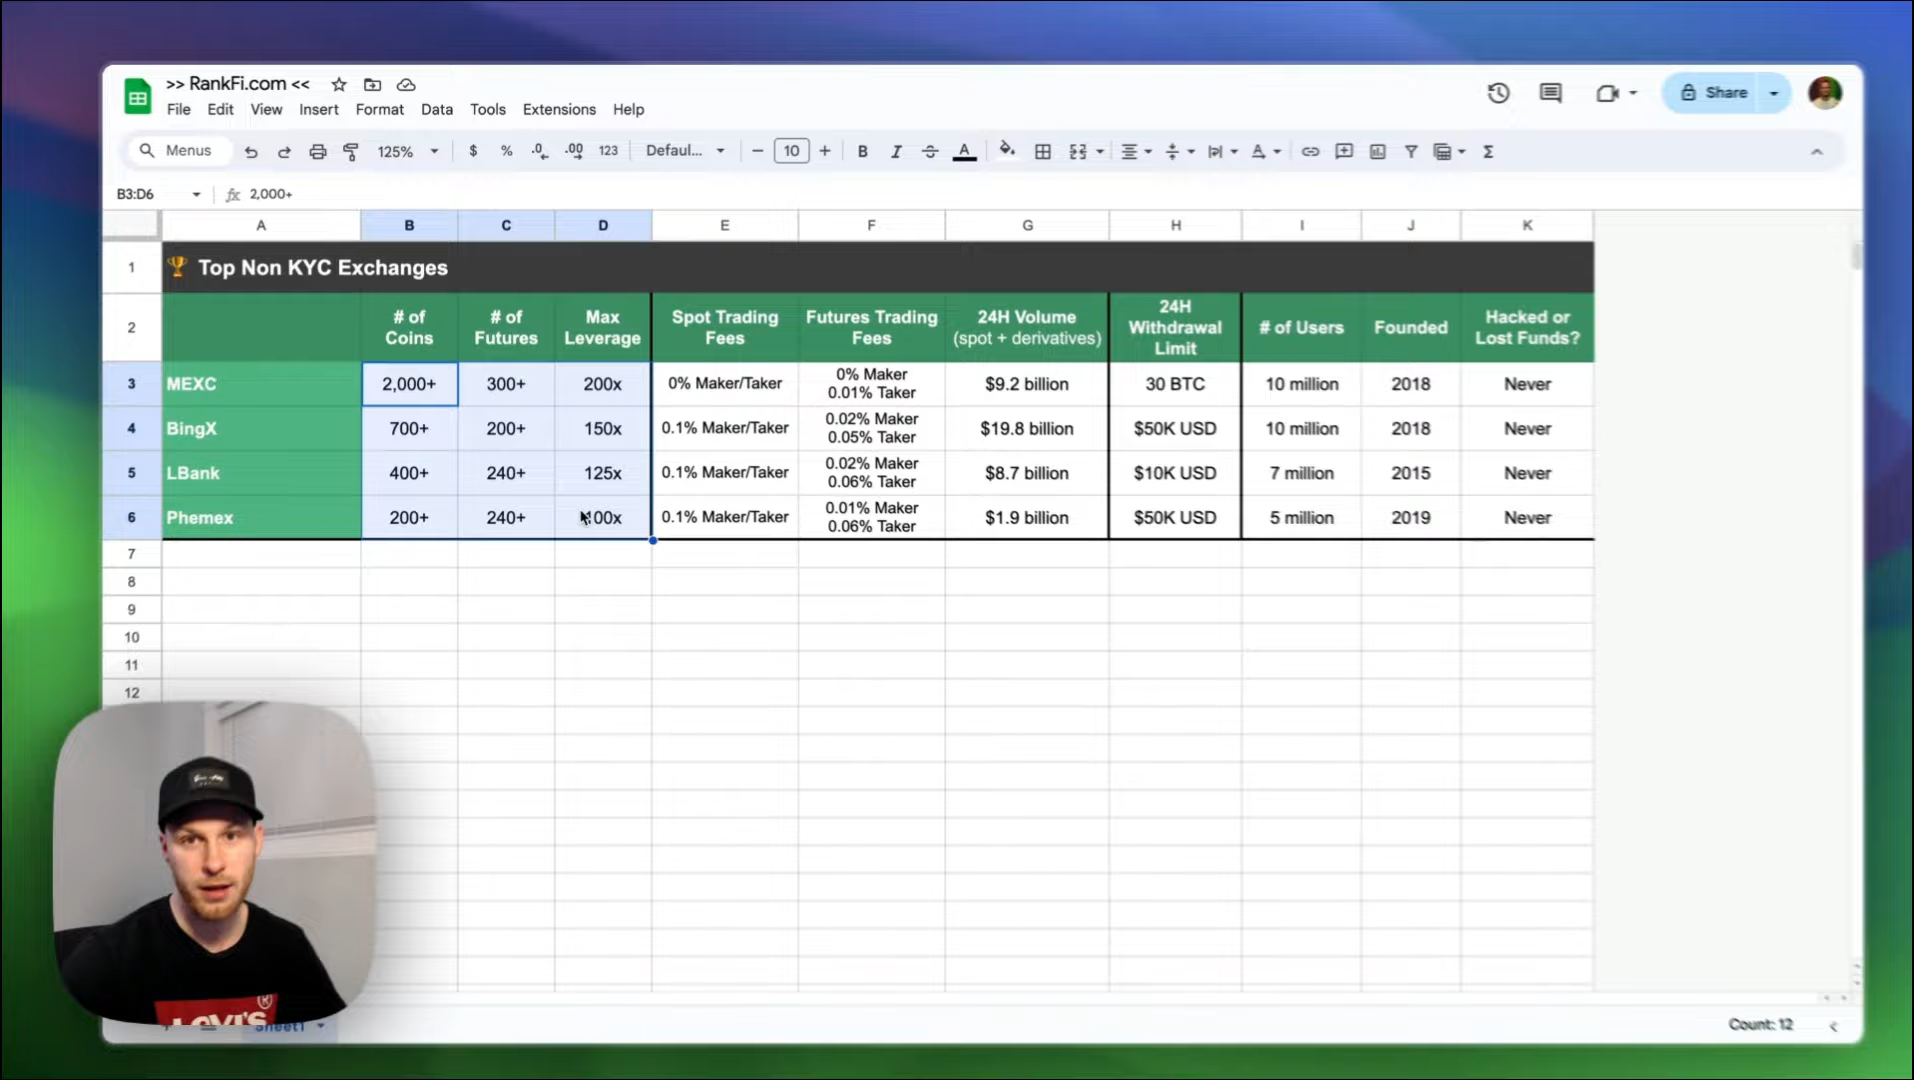 >> RankFi.com <<
File Edit View Insert Format Data Tools Extensions Help
Share
Menus 125% $ % .0 .00 123 Defaul... 10 B I A Σ
B3:D6 fx 2,000+
A B C D E F G H I J K
1 🏆 Top Non KYC Exchanges
2 # of Coins # of Futures Max Leverage Spot Trading Fees Futures Trading Fees 24H Volume (spot + derivatives) 24H Withdrawal Limit # of Users Founded Hacked or Lost Funds?
3 MEXC 2,000+ 300+ 200x 0% Maker/Taker 0% Maker 0.01% Taker $9.2 billion 30 BTC 10 million 2018 Never
4 BingX 700+ 200+ 150x 0.1% Maker/Taker 0.02% Maker 0.05% Taker $19.8 billion $50K USD 10 million 2018 Never
5 LBank 400+ 240+ 125x 0.1% Maker/Taker 0.02% Maker 0.06% Taker $8.7 billion $10K USD 7 million 2015 Never
6 Phemex 200+ 240+ 00x 0.1% Maker/Taker 0.01% Maker 0.06% Taker $1.9 billion $50K USD 5 million 2019 Never
7
8
9
10
11
12
Levi's ®
Sheet1
Count: 12